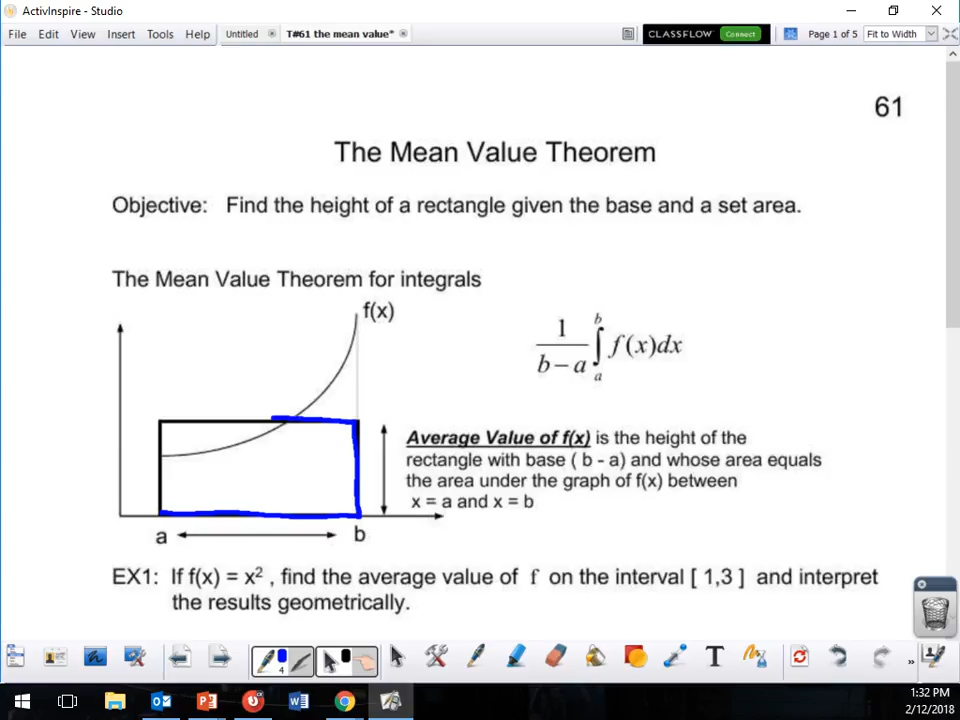 ActivInspire - Studio
File Edit View Insert Tools Help Untitled T#61 the mean value* CLASSFLOW Connect Page 1 of 5 Fit to Width
61
The Mean Value Theorem
Objective: Find the height of a rectangle given the base and a set area.
The Mean Value Theorem for integrals
f(x)
1/(b−a) ∫_a^b f(x)dx
Average Value of f(x) is the height of the
rectangle with base ( b - a) and whose area equals
the area under the graph of f(x) between
x = a and x = b
a b
EX1: If f(x) = x² , find the average value of f on the interval [ 1,3 ] and interpret
the results geometrically.
4
1:32 PM
2/12/2018